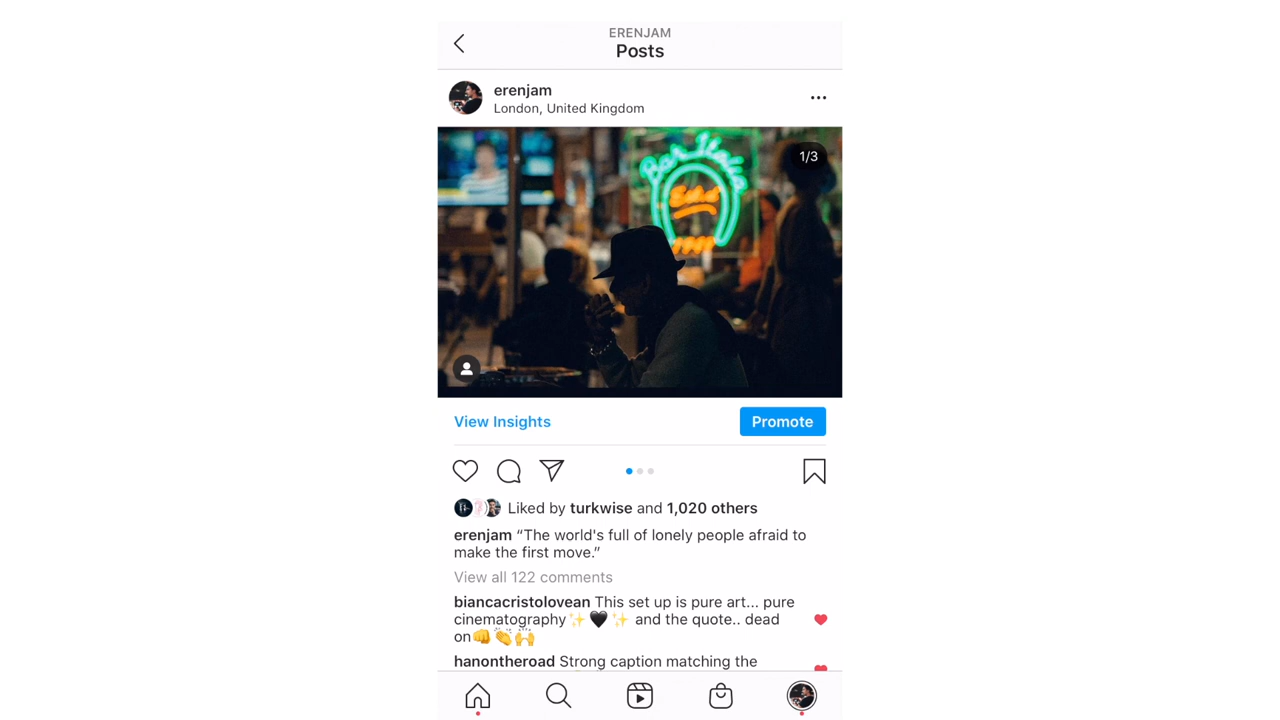 ERENJAM
Posts
erenjam
London, United Kingdom
Bar Italia
1/3
View Insights
Promote
Liked by turkwise and 1,020 others
erenjam “The world's full of lonely people afraid to
make the first move.”
View all 122 comments
biancacristolovean This set up is pure art... pure
cinematography✨🖤✨ and the quote.. dead
on👊👏🙌
hanontheroad Strong caption matching the